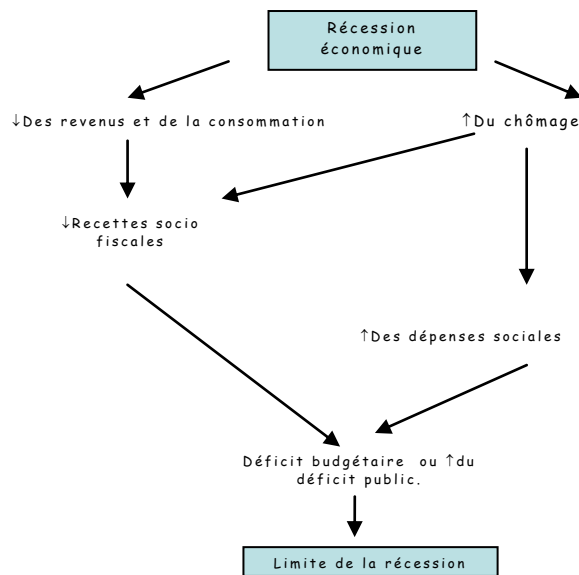 Récession
économique
↓Des revenus et de la consommation
↑Du chômage
↓Recettes socio
fiscales
↑Des dépenses sociales
Déficit budgétaire ou ↑du
déficit public.
Limite de la récession